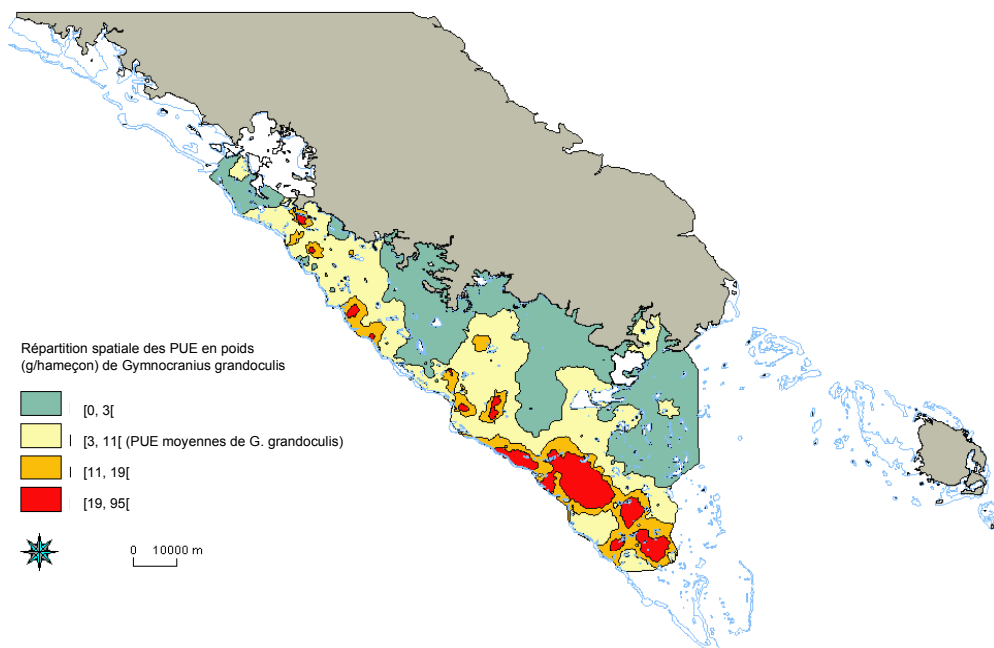 Répartition spatiale des PUE en poids
(g/hameçon) de Gymnocranius grandoculis
[0, 3[
[3, 11[ (PUE moyennes de G. grandoculis)
[11, 19[
[19, 95[
0 10000 m